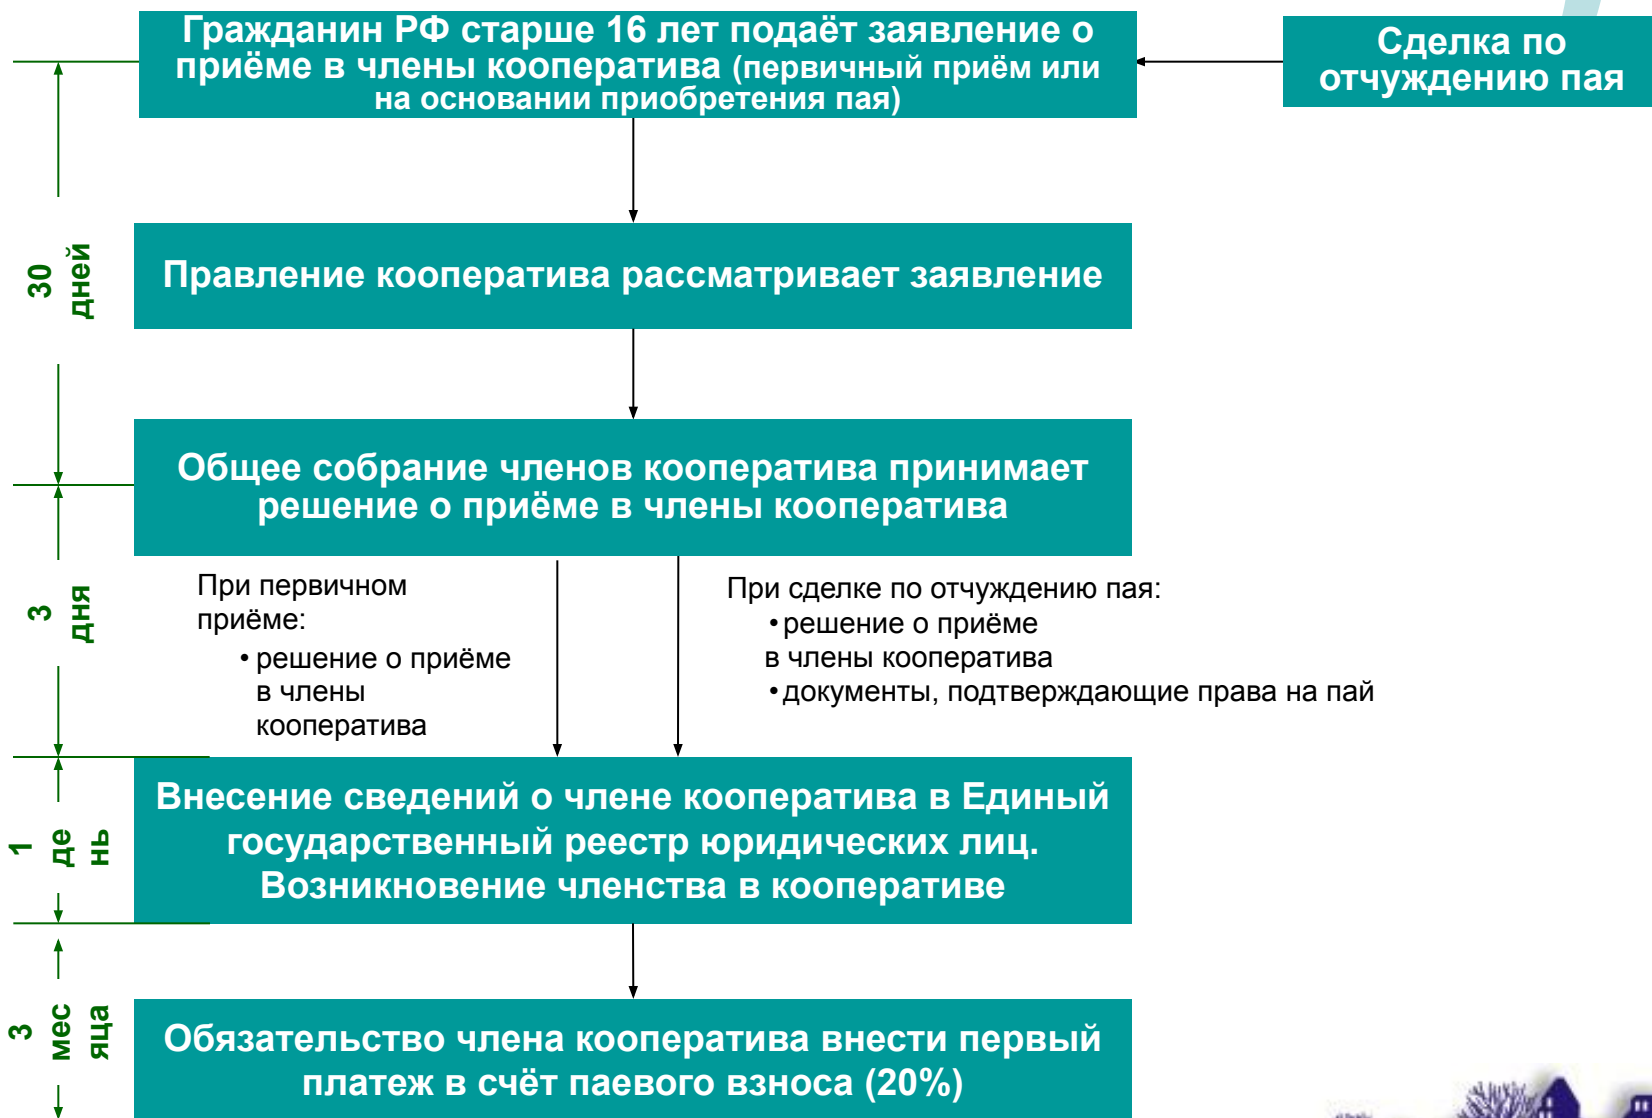 Гражданин РФ старше 16 лет подаёт заявление о
приёме в члены кооператива (первичный приём или
на основании приобретения пая)
Сделка по
отчуждению пая
30
дней
Правление кооператива рассматривает заявление
Общее собрание членов кооператива принимает
решение о приёме в члены кооператива
3
дня
При первичном
приёме:
• решение о приёме
в члены
кооператива
При сделке по отчуждению пая:
• решение о приёме
в члены кооператива
• документы, подтверждающие права на пай
1
де
нь
Внесение сведений о члене кооператива в Единый
государственный реестр юридических лиц.
Возникновение членства в кооперативе
3
мес
яца
Обязательство члена кооператива внести первый
платеж в счёт паевого взноса (20%)